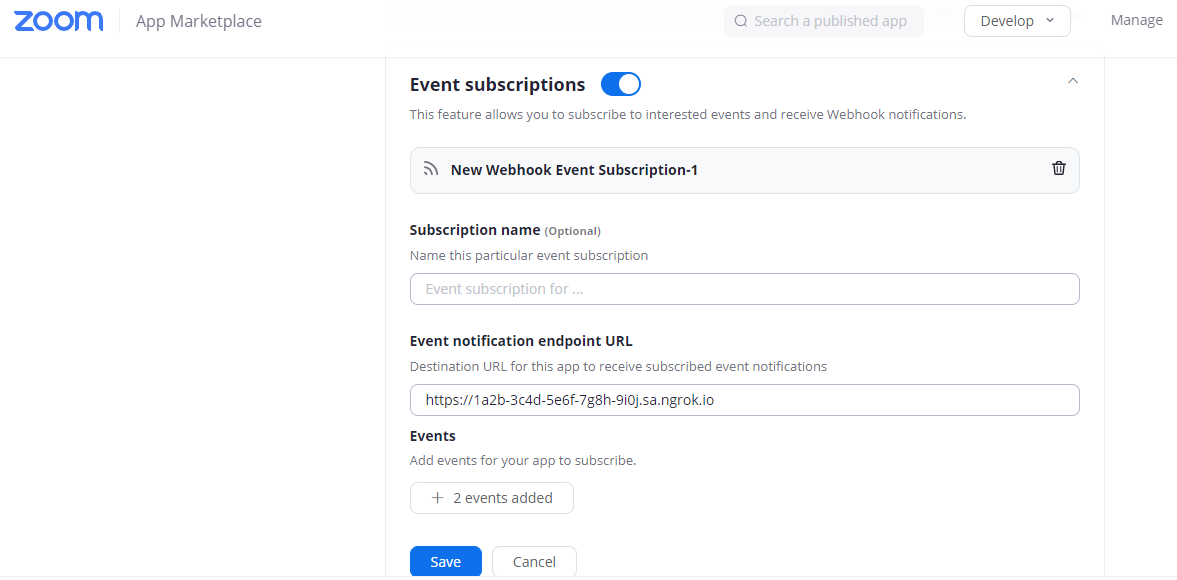 zoom App Marketplace Search a published app Develop Manage
Event subscriptions
This feature allows you to subscribe to interested events and receive Webhook notifications.
New Webhook Event Subscription-1
Subscription name (Optional)
Name this particular event subscription
Event subscription for ...
Event notification endpoint URL
Destination URL for this app to receive subscribed event notifications
https://1a2b-3c4d-5e6f-7g8h-9i0j.sa.ngrok.io
Events
Add events for your app to subscribe.
+ 2 events added
Save Cancel